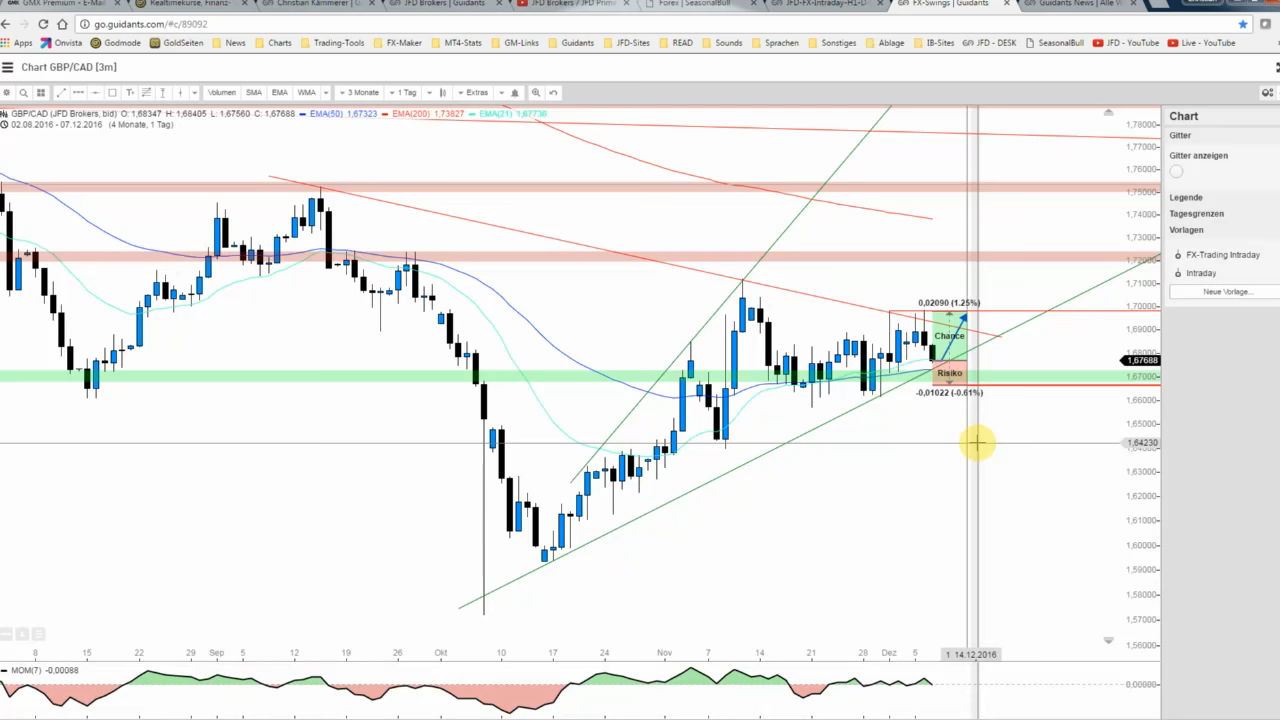 GMX Premium - E-Ma Realtimekurse, Finanz- Christian Kämmerer | G JFD Brokers | Guidants JFD Brokers / JFD Prime Forex | SeasonalBull JFD-FX-Intraday-H1-D FX-Swings | Guidants Guidants News | Alle V Christian
go.guidants.com/#c/89092
Apps Onvista Godmode GoldSeiten News Charts Trading-Tools FX-Maker MT4-Stats GM-Links Guidants JFD-Sites READ Sounds Sprachen Sonstiges Ablage IB-Sites JFD - DESK SeasonalBull JFD - YouTube Live - YouTube
Chart GBP/CAD [3m]
Volumen SMA EMA WMA 3 Monate 1 Tag Extras
GBP/CAD (JFD Brokers, bid) O: 1,68347 H: 1,68405 L: 1,67560 C: 1,67688 EMA(50) 1,67323 EMA(200) 1,73827 EMA(21) 1,67736
02.08.2016 - 07.12.2016 (4 Monate, 1 Tag)
1,78000
1,77000
1,76000
1,75000
1,74000
1,73000
1,72000
1,71000
1,70000
1,69000
1,67688
1,67000
1,66000
1,65000
1,64230
1,63000
1,62000
1,61000
1,60000
1,59000
1,58000
1,57000
1,56000
0,02090 (1.25%)
Chance
Risiko
-0,01022 (-0.61%)
8 15 22 29 Sep 5 12 19 26 Okt 10 17 24 Nov 7 14 21 28 Dez 5 1 14.12.2016
MOM(7) -0,00088
Chart
Gitter
Gitter anzeigen
Legende
Tagesgrenzen
Vorlagen
FX-Trading Intraday
Intraday
Neue Vorlage...